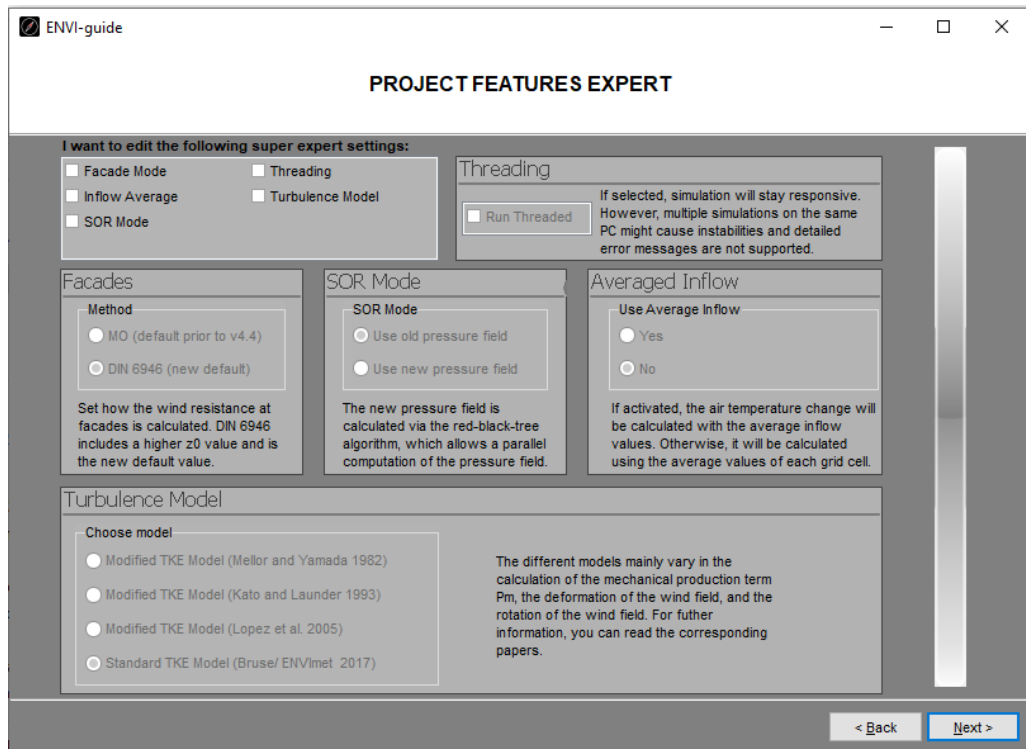 ENVI-guide
PROJECT FEATURES EXPERT
I want to edit the following super expert settings:
Facade Mode
Threading
Inflow Average
Turbulence Model
SOR Mode
Threading
Run Threaded
If selected, simulation will stay responsive.
However, multiple simulations on the same
PC might cause instabilities and detailed
error messages are not supported.
Facades
Method
MO (default prior to v4.4)
DIN 6946 (new default)
Set how the wind resistance at
facades is calculated. DIN 6946
includes a higher z0 value and is
the new default value.
SOR Mode
SOR Mode
Use old pressure field
Use new pressure field
The new pressure field is
calculated via the red-black-tree
algorithm, which allows a parallel
computation of the pressure field.
Averaged Inflow
Use Average Inflow
Yes
No
If activated, the air temperature change will
be calculated with the average inflow
values. Otherwise, it will be calculated
using the average values of each grid cell.
Turbulence Model
Choose model
Modified TKE Model (Mellor and Yamada 1982)
Modified TKE Model (Kato and Launder 1993)
Modified TKE Model (Lopez et al. 2005)
Standard TKE Model (Bruse/ ENVImet 2017)
The different models mainly vary in the
calculation of the mechanical production term
Pm, the deformation of the wind field, and the
rotation of the wind field. For futher
information, you can read the corresponding
papers.
< Back
Next >